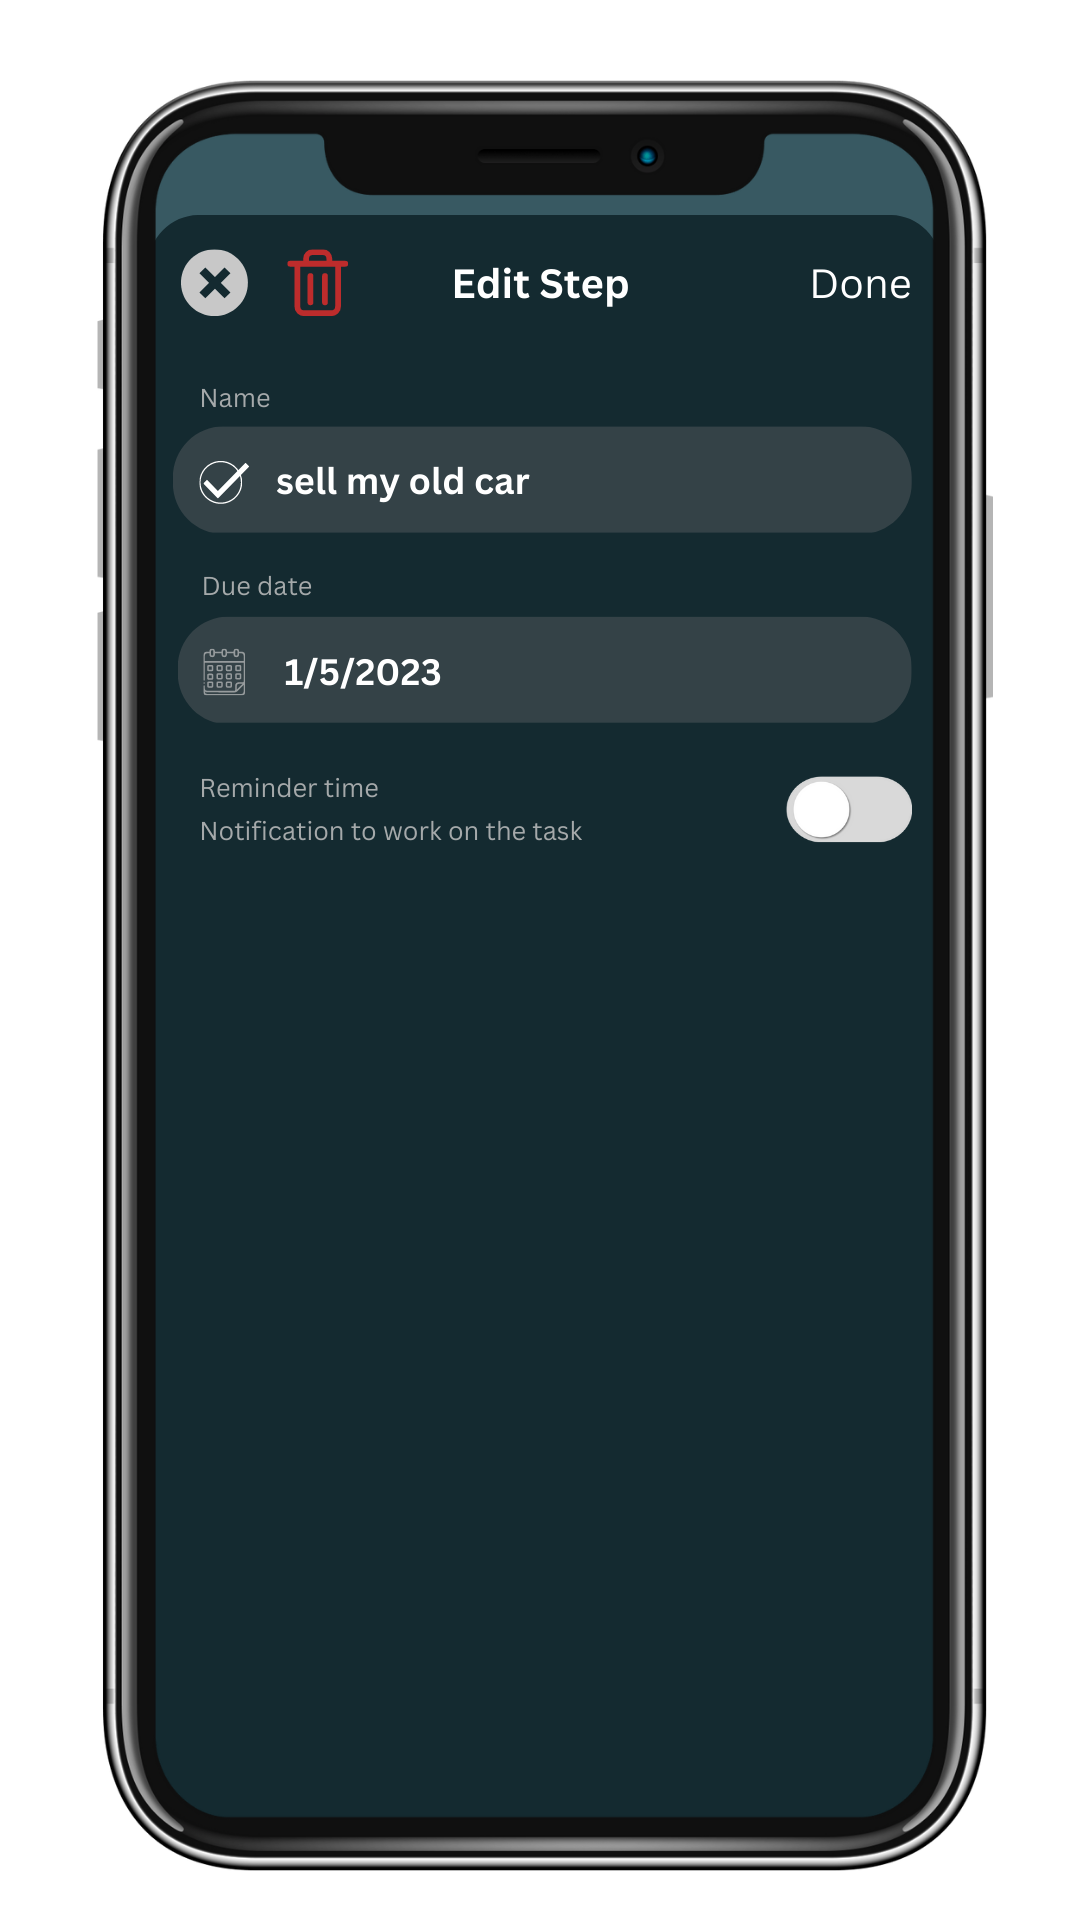 Edit Step
Done
Name
sell my old car
Due date
1/5/2023
Reminder time
Notification to work on the task